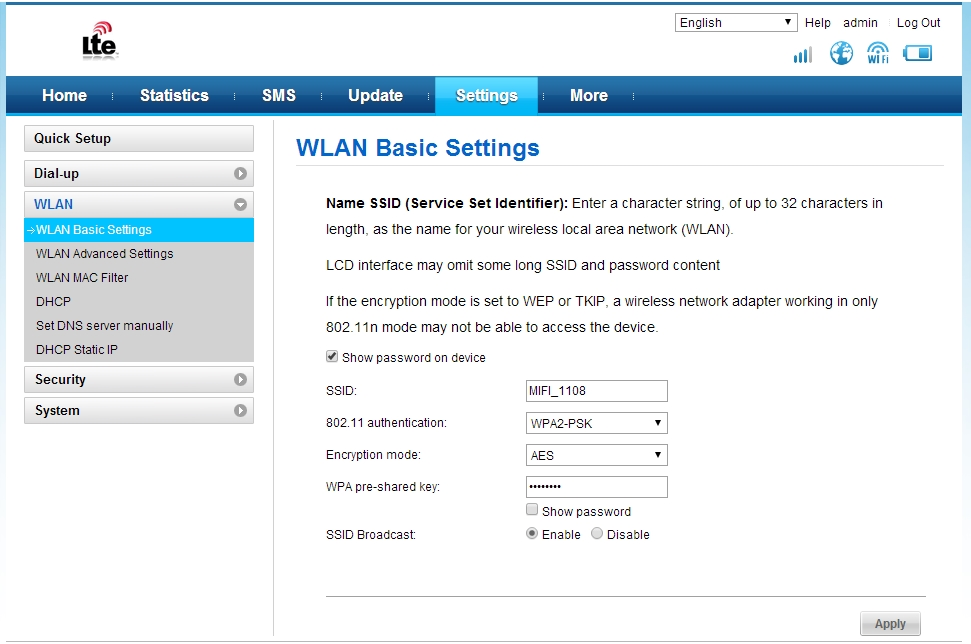 English Help admin Log Out
Lte
WiFi
Home Statistics SMS Update Settings More
Quick Setup
Dial-up
WLAN
→WLAN Basic Settings
WLAN Advanced Settings
WLAN MAC Filter
DHCP
Set DNS server manually
DHCP Static IP
Security
System
WLAN Basic Settings
Name SSID (Service Set Identifier): Enter a character string, of up to 32 characters in
length, as the name for your wireless local area network (WLAN).
LCD interface may omit some long SSID and password content
If the encryption mode is set to WEP or TKIP, a wireless network adapter working in only
802.11n mode may not be able to access the device.
Show password on device
SSID: MIFI_1108
802.11 authentication: WPA2-PSK
Encryption mode: AES
WPA pre-shared key: ••••••••
Show password
SSID Broadcast: Enable Disable
Apply